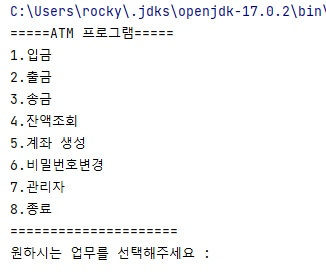 C:\Users\rocky\.jdks\openjdk-17.0.2\bin\
=====ATM 프로그램=====
1.입금
2.출금
3.송금
4.잔액조회
5.계좌 생성
6.비밀번호변경
7.관리자
8.종료
=====================
원하시는 업무를 선택해주세요 :